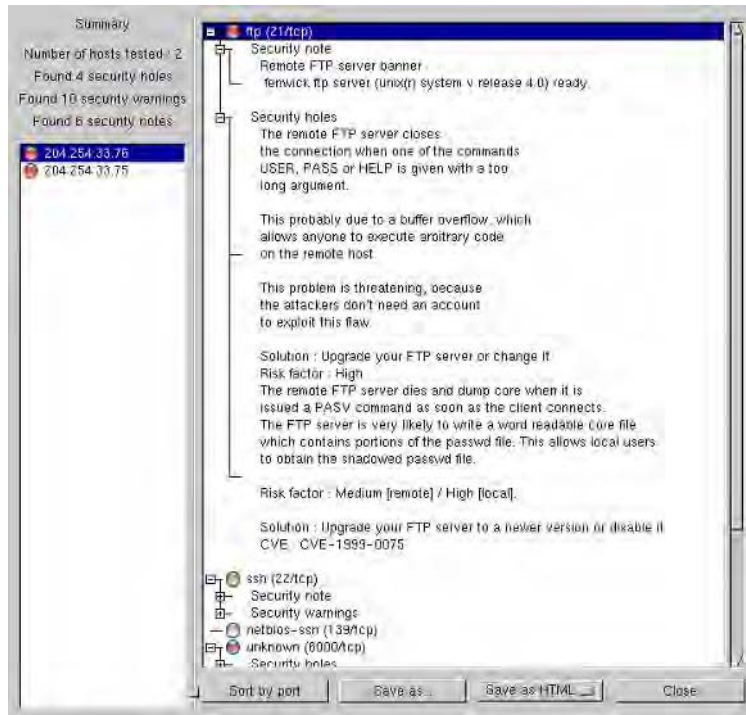 Summary
Number of hosts tested : 2
Found 4 security holes
Found 10 security warnings
Found 6 security notes
204.254.33.76
204.254.33.75
ftp (21/tcp)
Security note
Remote FTP server banner :
fenwick ftp server (unix(r) system v release 4.0) ready.
Security holes
The remote FTP server closes
the connection when one of the commands
USER, PASS or HELP is given with a too
long argument.
This probably due to a buffer overflow, which
allows anyone to execute arbitrary code
on the remote host.
This problem is threatening, because
the attackers don't need an account
to exploit this flaw.
Solution : Upgrade your FTP server or change it
Risk factor : High
The remote FTP server dies and dump core when it is
issued a PASV command as soon as the client connects.
The FTP server is very likely to write a word readable core file
which contains portions of the passwd file. This allows local users
to obtain the shadowed passwd file.
Risk factor : Medium [remote] / High [local].
Solution : Upgrade your FTP server to a newer version or disable it
CVE : CVE-1999-0075
ssh (22/tcp)
Security note
Security warnings
netbios-ssn (139/tcp)
unknown (6000/tcp)
Security holes
Sort by port
Save as...
Save as HTML
Close